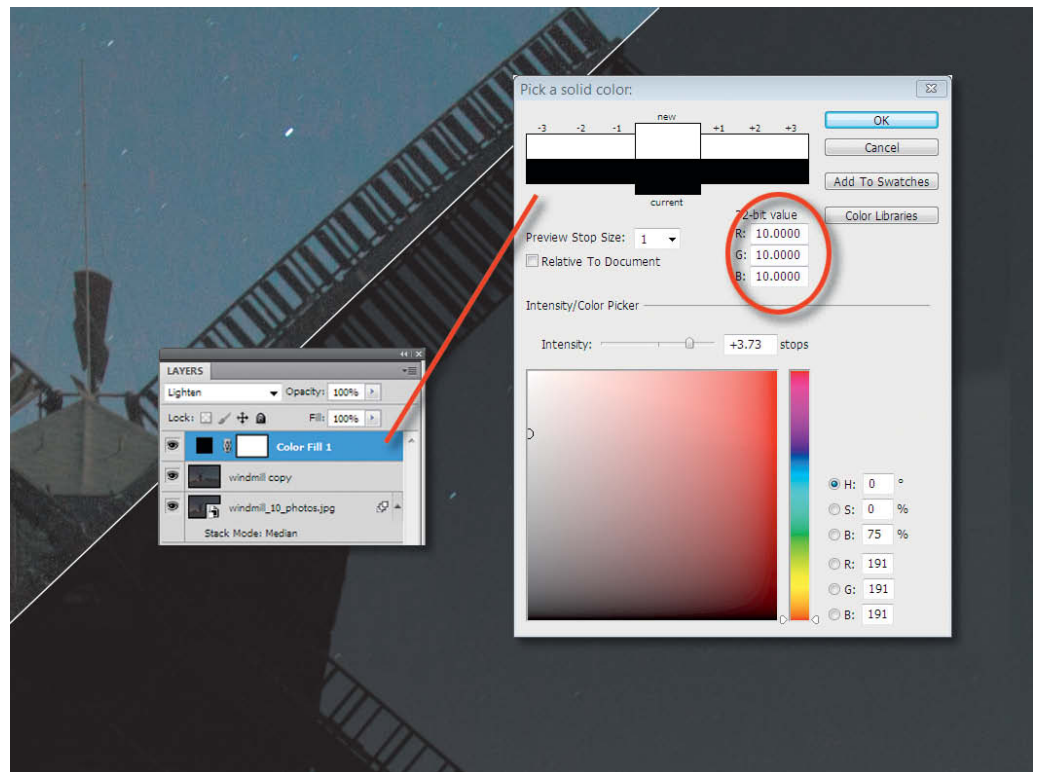 Pick a solid color:
new
-3 -2 -1 +1 +2 +3
current
OK
Cancel
Add To Swatches
Color Libraries
32-bit value
Preview Stop Size: 1
R: 10.0000
Relative To Document
G: 10.0000
B: 10.0000
Intensity/Color Picker
Intensity: +3.73 stops
H: 0 °
S: 0 %
B: 75 %
R: 191
G: 191
B: 191
LAYERS
Lighten Opacity: 100%
Lock: Fill: 100%
Color Fill 1
windmill copy
windmill_10_photos.jpg
Stack Mode: Median